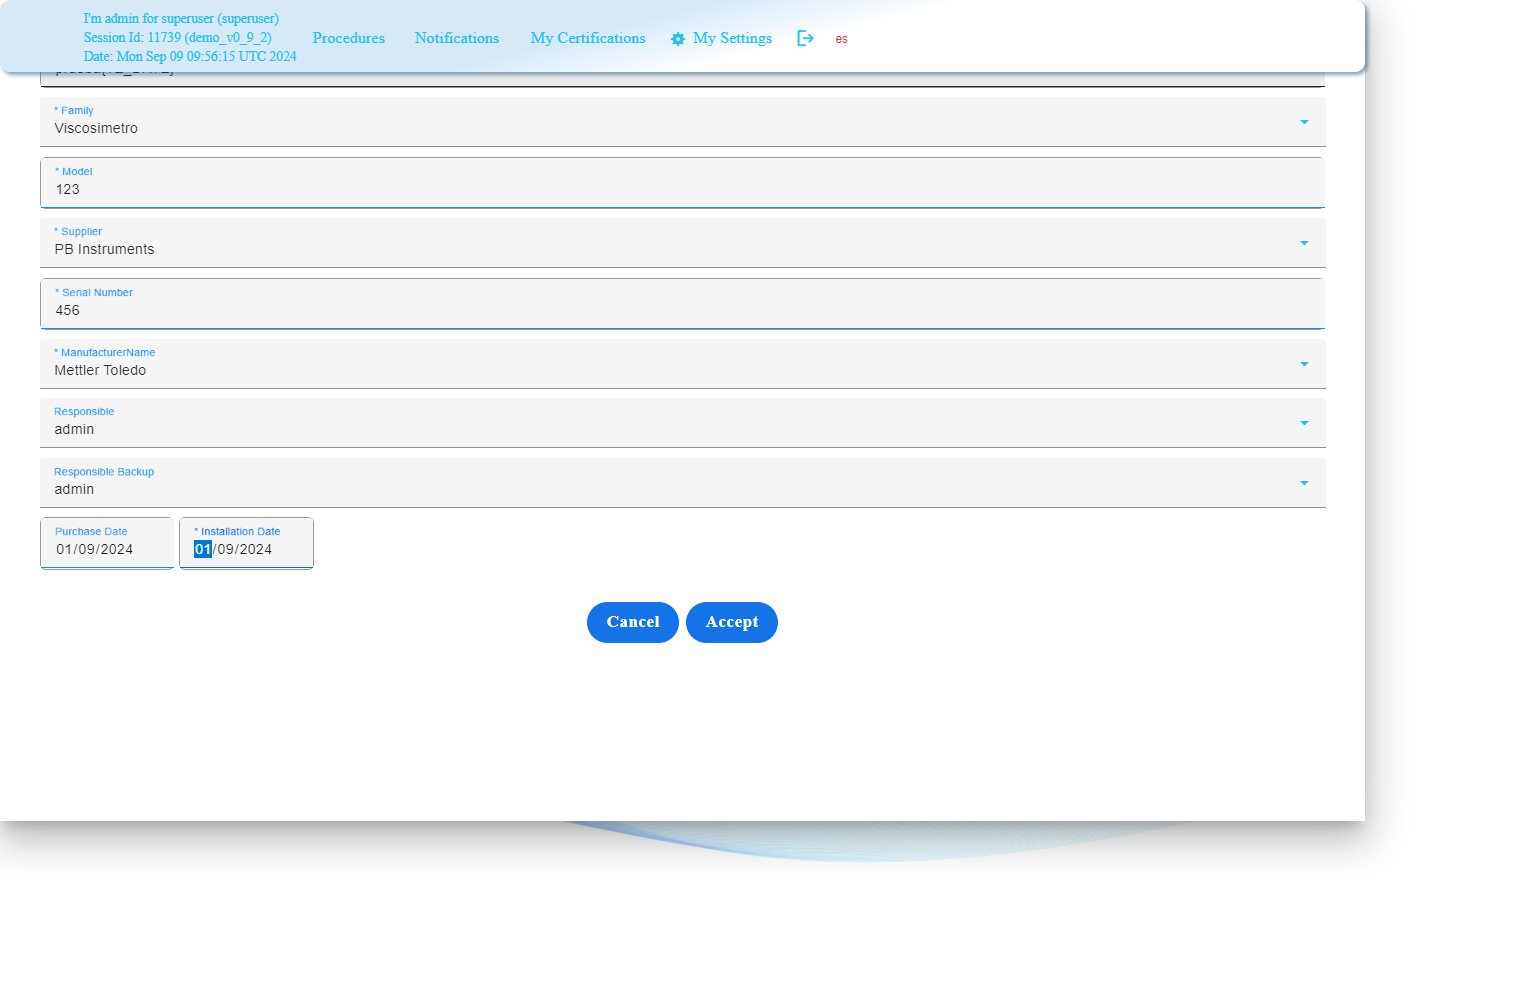 I'm admin for superuser (superuser)
Session Id: 11739 (demo_v0_9_2)
Date: Mon Sep 09 09:56:15 UTC 2024
Procedures
Notifications
My Certifications
My Settings
es
* Family
Viscosimetro
* Model
123
* Supplier
PB Instruments
* Serial Number
456
* ManufacturerName
Mettler Toledo
Responsible
admin
Responsible Backup
admin
Purchase Date
01/09/2024
* Installation Date
01/09/2024
Cancel
Accept